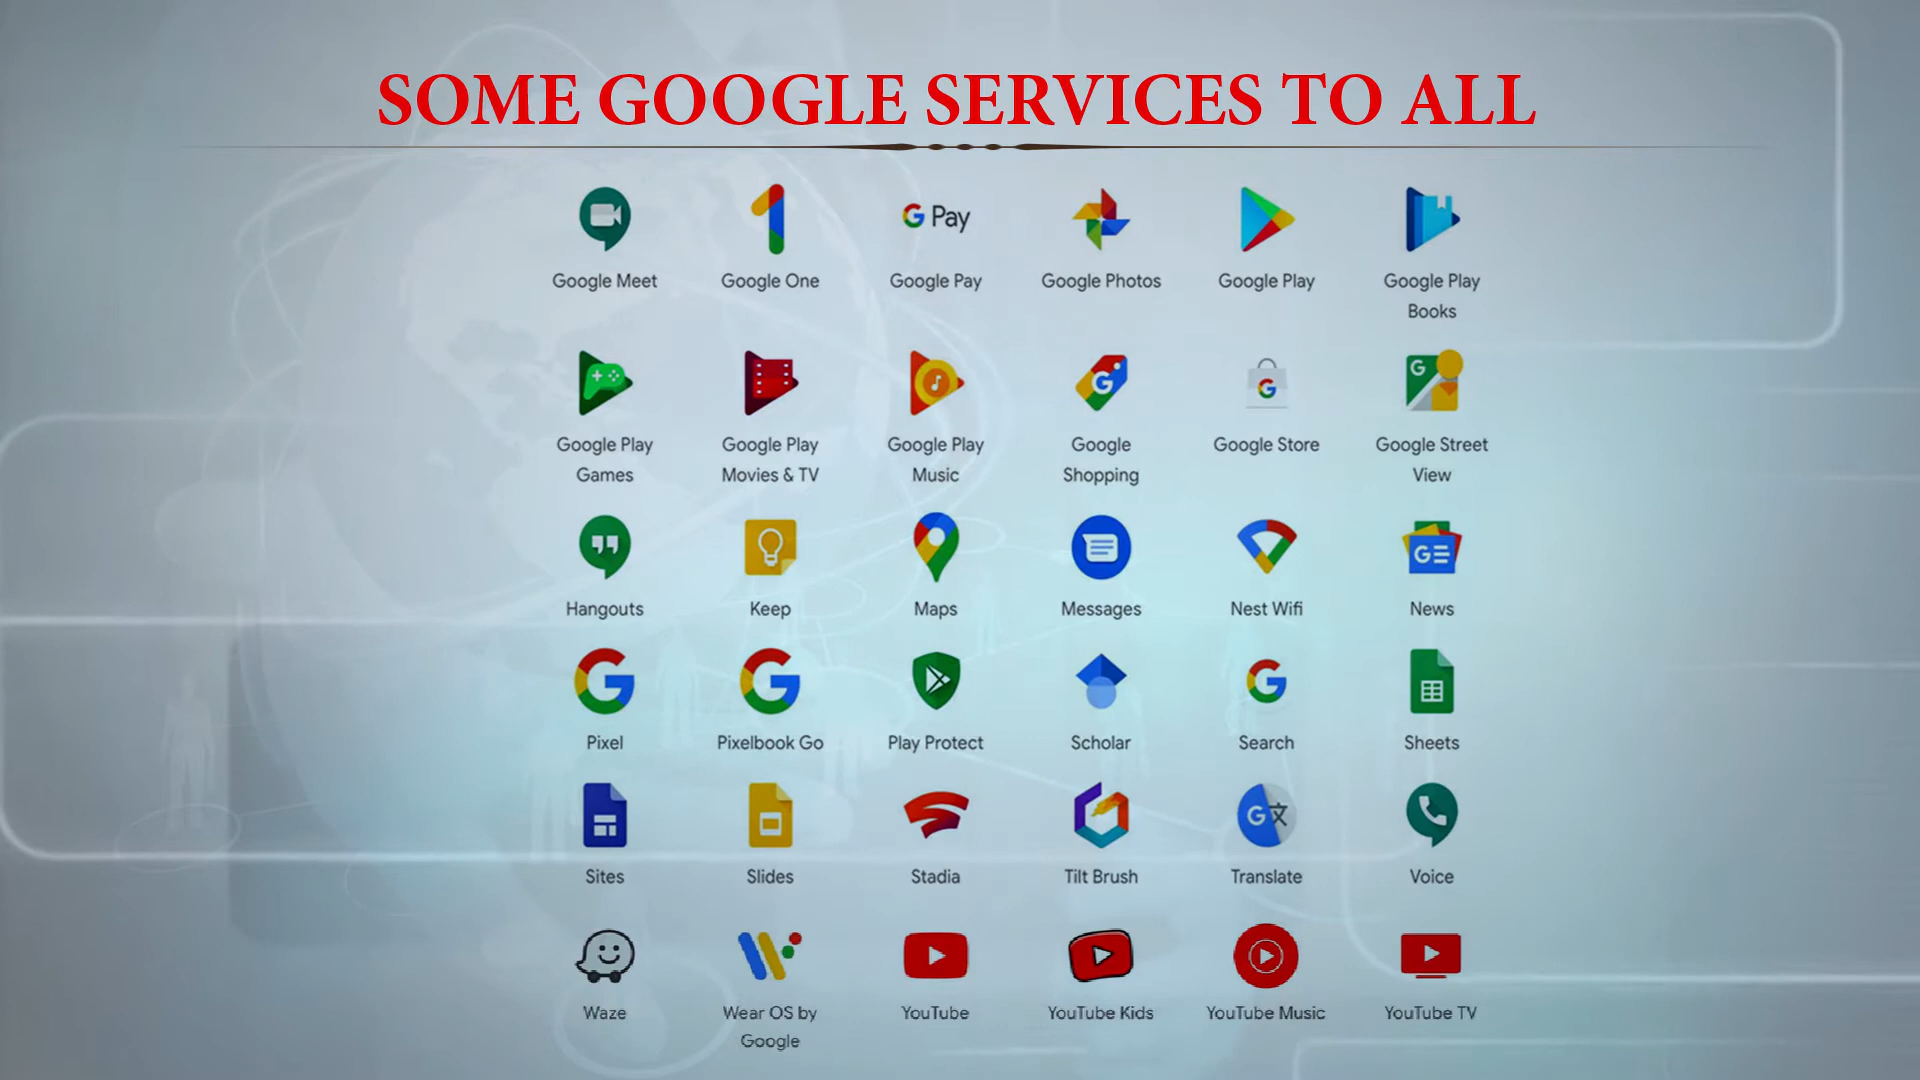 SOME GOOGLE SERVICES TO ALL
Google Meet
Google One
G Pay
Google Pay
Google Photos
Google Play
Google Play
Books
Google Play
Games
Google Play
Movies & TV
Google Play
Music
G
Google
Shopping
G
Google Store
G
Google Street
View
Hangouts
Keep
Maps
Messages
Nest Wifi
GE
News
G
Pixel
G
Pixelbook Go
Play Protect
Scholar
G
Search
Sheets
Sites
Slides
Stadia
Tilt Brush
G文
Translate
Voice
Waze
Wear OS by
Google
YouTube
YouTube Kids
YouTube Music
YouTube TV